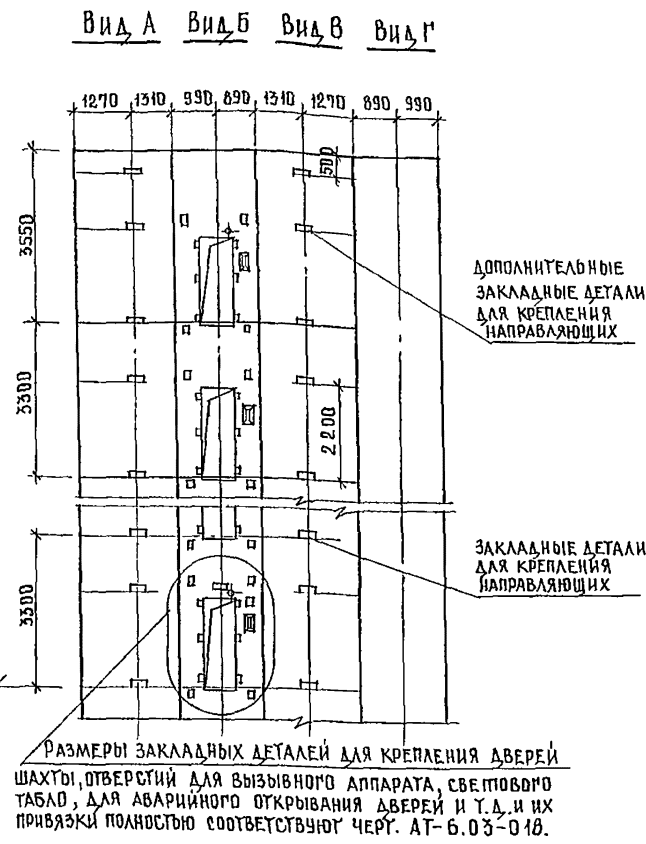 Вид А Вид Б Вид В Вид Г
1270 1310 990 890 1310 1270 890 990
500
3550
ДОПОЛНИТЕЛЬНЫЕ
ЗАКЛАДНЫЕ ДЕТАЛИ
ДЛЯ КРЕПЛЕНИЯ
НАПРАВЛЯЮЩИХ
3300
2200
ЗАКЛАДНЫЕ ДЕТАЛИ
ДЛЯ КРЕПЛЕНИЯ
НАПРАВЛЯЮЩИХ
3300
РАЗМЕРЫ ЗАКЛАДНЫХ ДЕТАЛЕЙ ДЛЯ КРЕПЛЕНИЯ ДВЕРЕЙ
ШАХТЫ, ОТВЕРСТИЙ ДЛЯ ВЫЗЫВНОГО АППАРАТА, СВЕТОВОГО
ТАБЛО, ДЛЯ АВАРИЙНОГО ОТКРЫВАНИЯ ДВЕРЕЙ И Т.Д. И ИХ
ПРИВЯЗКИ ПОЛНОСТЬЮ СООТВЕТСТВУЮТ ЧЕРТ. АТ-6.03-018.